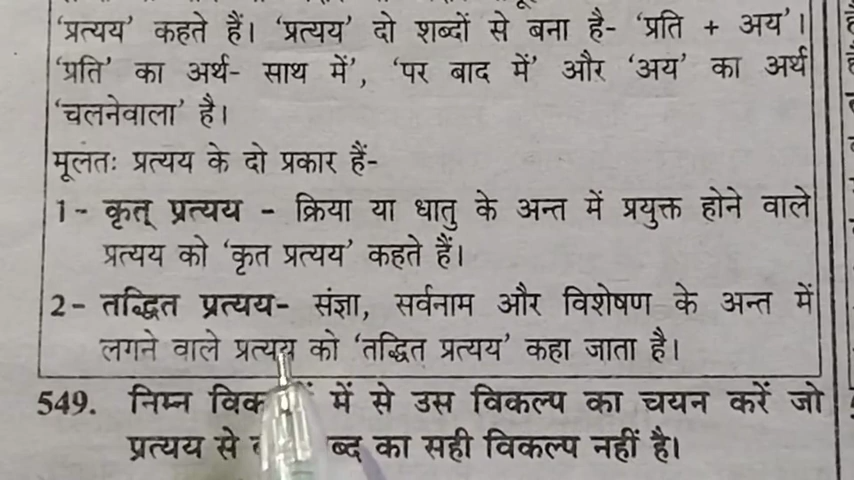 'प्रत्यय' कहते हैं। 'प्रत्यय' दो शब्दों से बना है- 'प्रति + अय'।
'प्रति' का अर्थ- साथ में', 'पर बाद में' और 'अय' का अर्थ
'चलनेवाला' है।
मूलतः प्रत्यय के दो प्रकार हैं-
1- कृत् प्रत्यय - क्रिया या धातु के अन्त में प्रयुक्त होने वाले
प्रत्यय को 'कृत प्रत्यय' कहते हैं।
2- तद्धित प्रत्यय- संज्ञा, सर्वनाम और विशेषण के अन्त में
लगने वाले प्रत्यय को 'तद्धित प्रत्यय' कहा जाता है।
549. निम्न में से उस विकल्प का चयन करें जो
प्रत्यय से का सही विकल्प नहीं है।